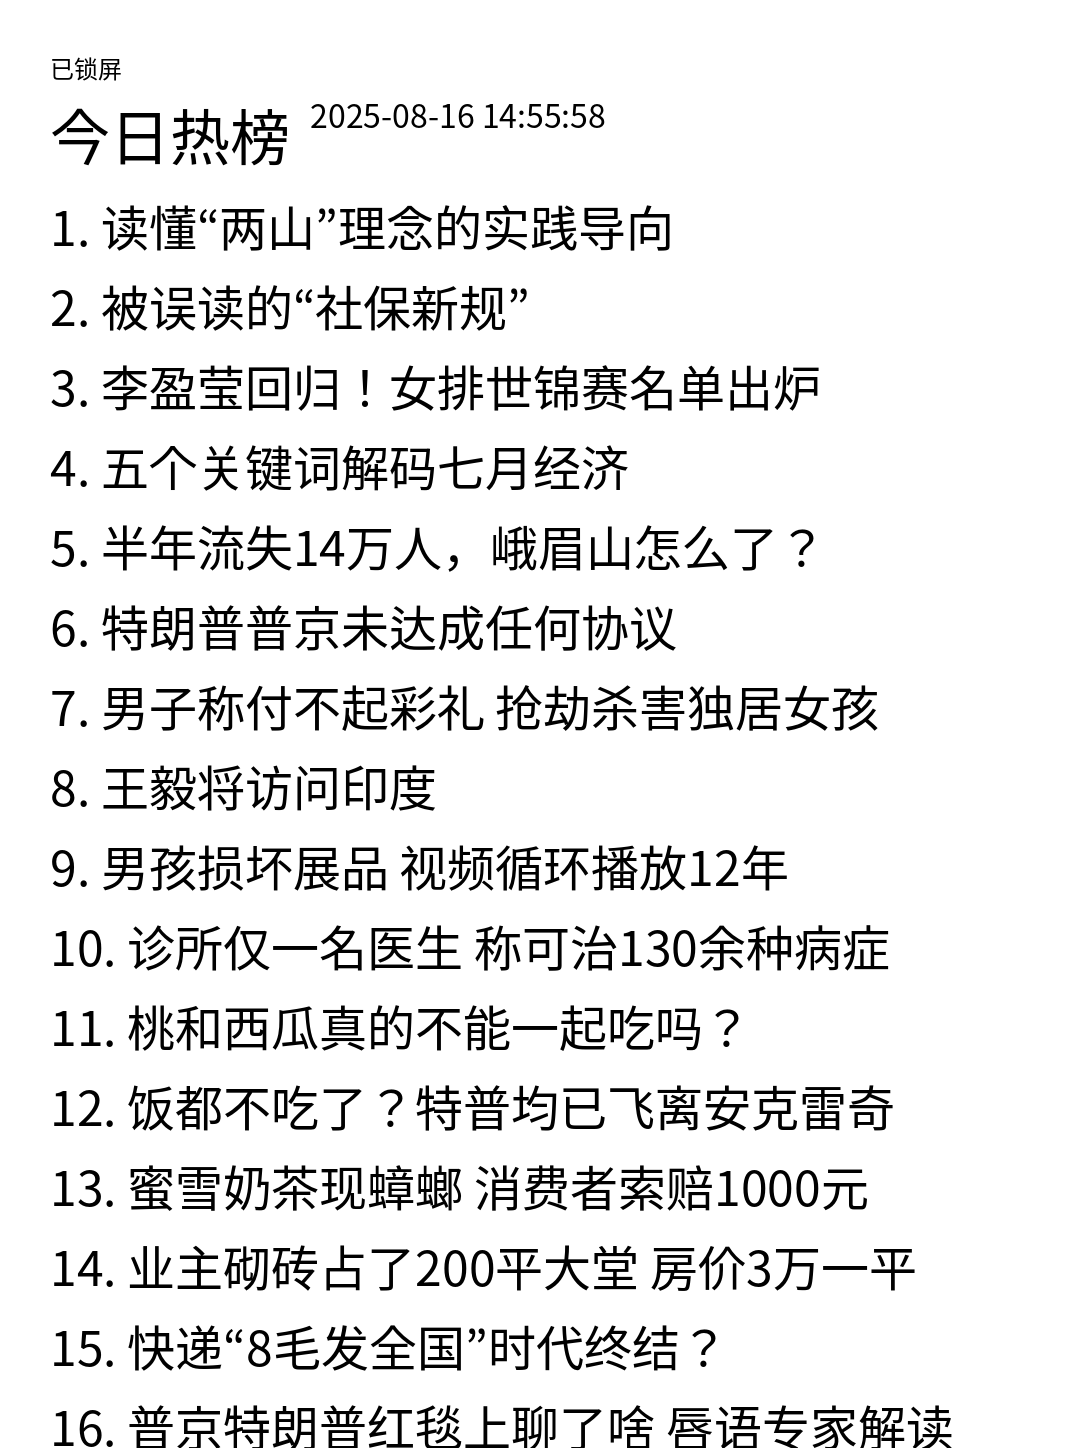 已锁屏
今日热榜 2025-08-16 14:55:58
1. 读懂“两山”理念的实践导向
2. 被误读的“社保新规”
3. 李盈莹回归！女排世锦赛名单出炉
4. 五个关键词解码七月经济
5. 半年流失14万人，峨眉山怎么了？
6. 特朗普普京未达成任何协议
7. 男子称付不起彩礼 抢劫杀害独居女孩
8. 王毅将访问印度
9. 男孩损坏展品 视频循环播放12年
10. 诊所仅一名医生 称可治130余种病症
11. 桃和西瓜真的不能一起吃吗？
12. 饭都不吃了？特普均已飞离安克雷奇
13. 蜜雪奶茶现蟑螂 消费者索赔1000元
14. 业主砌砖占了200平大堂 房价3万一平
15. 快递“8毛发全国”时代终结？
16. 普京特朗普红毯上聊了啥 唇语专家解读